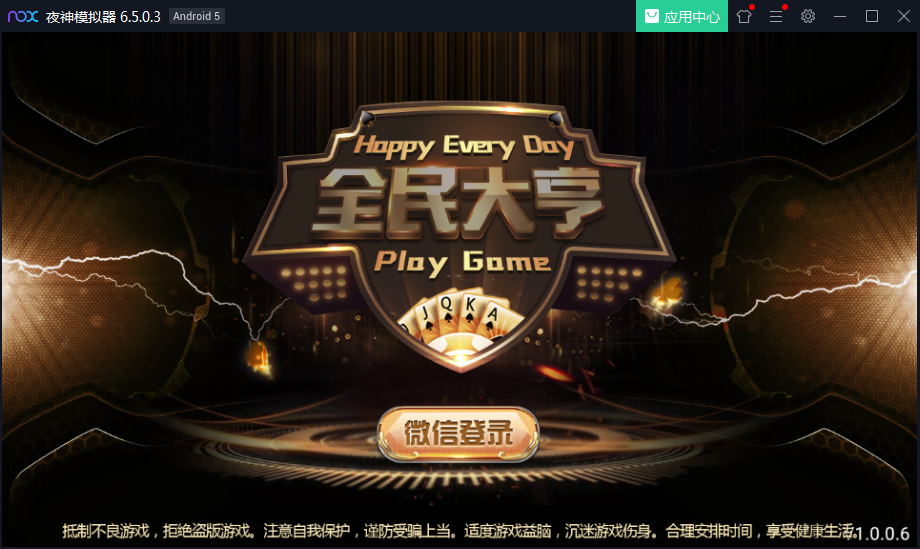 nox 夜神模拟器 6.5.0.3 Android 5 应用中心
Happy Every Day
全民大亨
Play Game
J Q K A
微信登录
抵制不良游戏，拒绝盗版游戏。注意自我保护，谨防受骗上当。适度游戏益脑，沉迷游戏伤身。合理安排时间，享受健康生活。
1.0.0.6